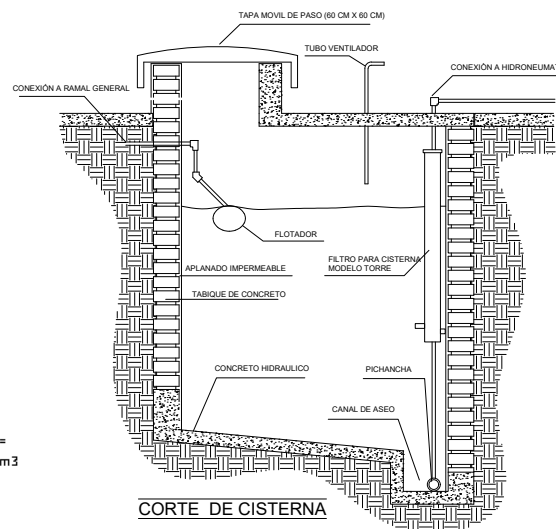 TAPA MOVIL DE PASO (60 CM X 60 CM)
TUBO VENTILADOR
CONEXIÓN A HIDRONEUMAT
CONEXIÓN A RAMAL GENERAL
FLOTADOR
FILTRO PARA CISTERNA
MODELO TORRE
APLANADO IMPERMEABLE
TABIQUE DE CONCRETO
CONCRETO HIDRAULICO
PICHANCHA
CANAL DE ASEO
=
m3
CORTE DE CISTERNA